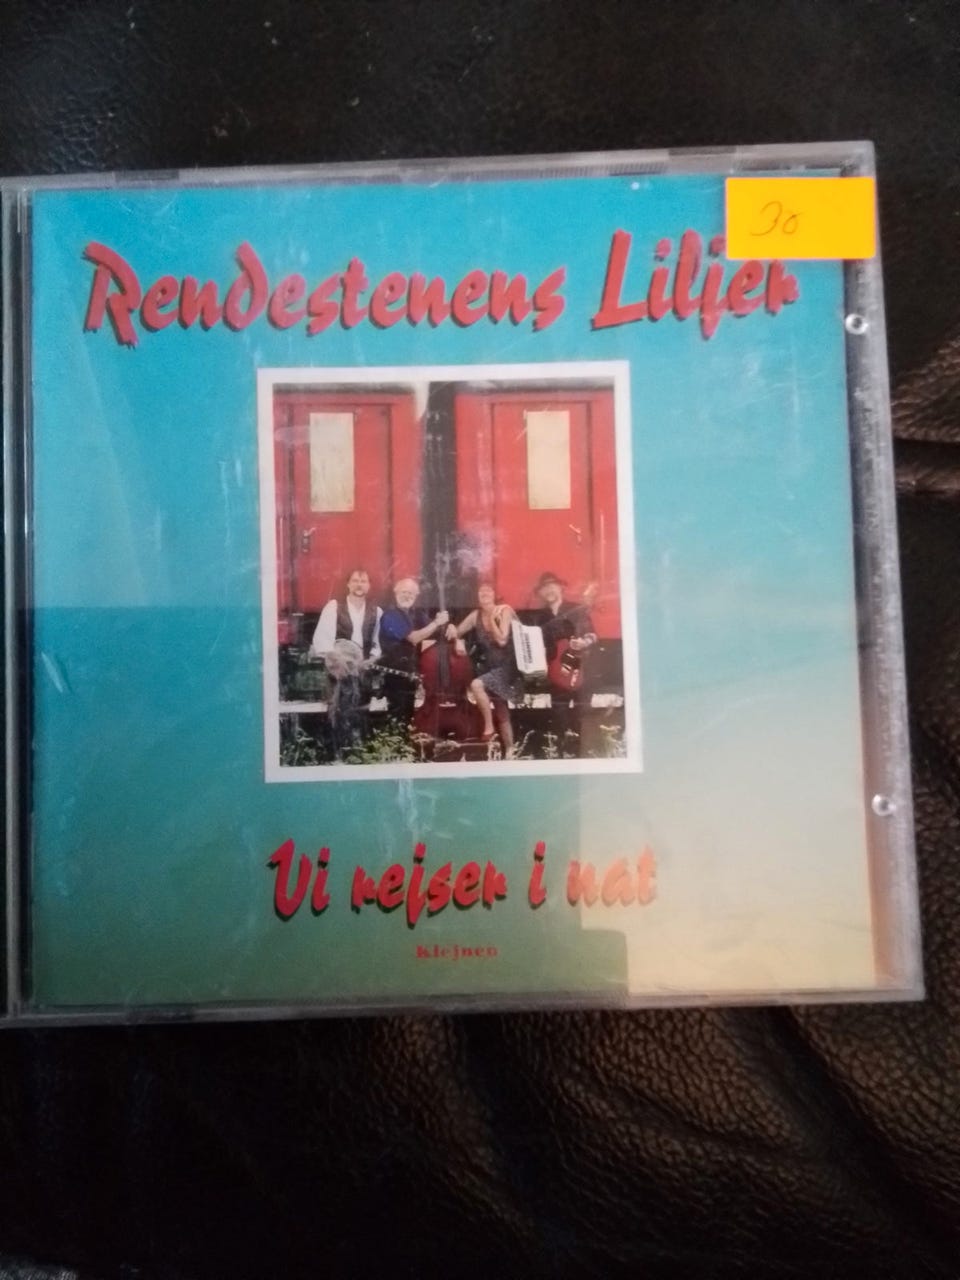 30
Rendestenens Liljer
Vi rejser i nat
Klejnen